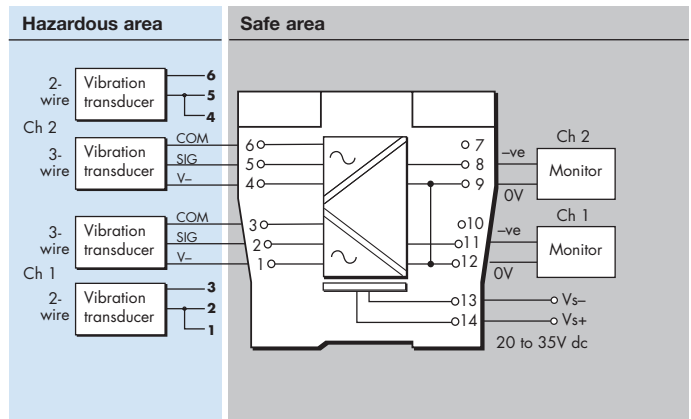 Hazardous area
Safe area
2-
wire
Vibration
transducer
6
5
4
Ch 2
3-
wire
Vibration
transducer
COM
SIG
V–
6
5
4
7
8
9
–ve
0V
Ch 2
Monitor
3-
wire
Vibration
transducer
COM
SIG
V–
3
2
1
10
11
12
–ve
0V
Ch 1
Monitor
Ch 1
2-
wire
Vibration
transducer
3
2
1
13
14
Vs–
Vs+
20 to 35V dc